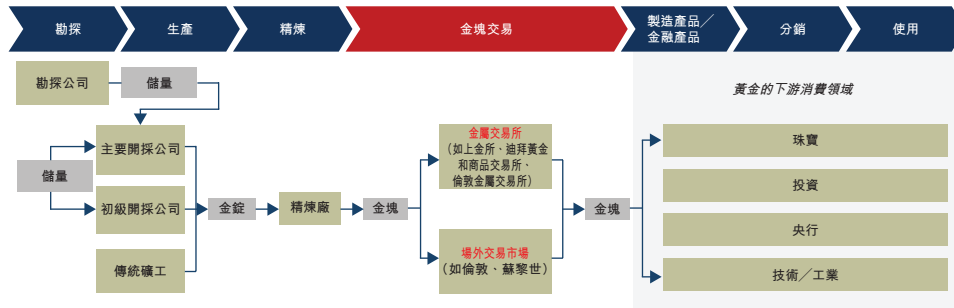 勘探
生產
精煉
金塊交易
製造產品／
金融產品
分銷
使用
勘探公司
儲量
黃金的下游消費領域
主要開採公司
金屬交易所
（如上金所、迪拜黃金
和商品交易所、
倫敦金屬交易所）
珠寶
儲量
投資
初級開採公司
金錠
精煉廠
金塊
金塊
央行
傳統礦工
場外交易市場
（如倫敦、蘇黎世）
技術／工業